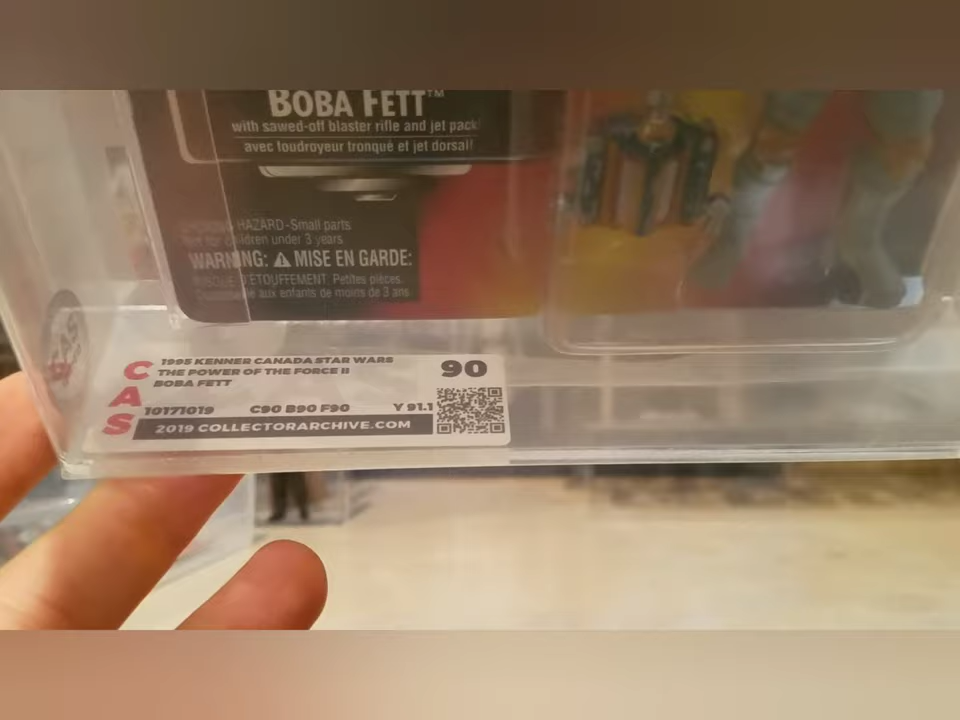 BOBA FETT™
with sawed-off blaster rifle and jet pack!
avec foudroyeur tronqué et jet dorsal!
HAZARD-Small parts
Not for children under 3 years
WARNING: ⚠ MISE EN GARDE:
RISQUE D'ÉTOUFFEMENT. Petites pièces.
aux enfants de moins de 3 ans
CAS
1995 KENNER CANADA STAR WARS
THE POWER OF THE FORCE II
BOBA FETT
90
10171019 C90 B90 F90 Y 91.1
2019 COLLECTORARCHIVE.COM